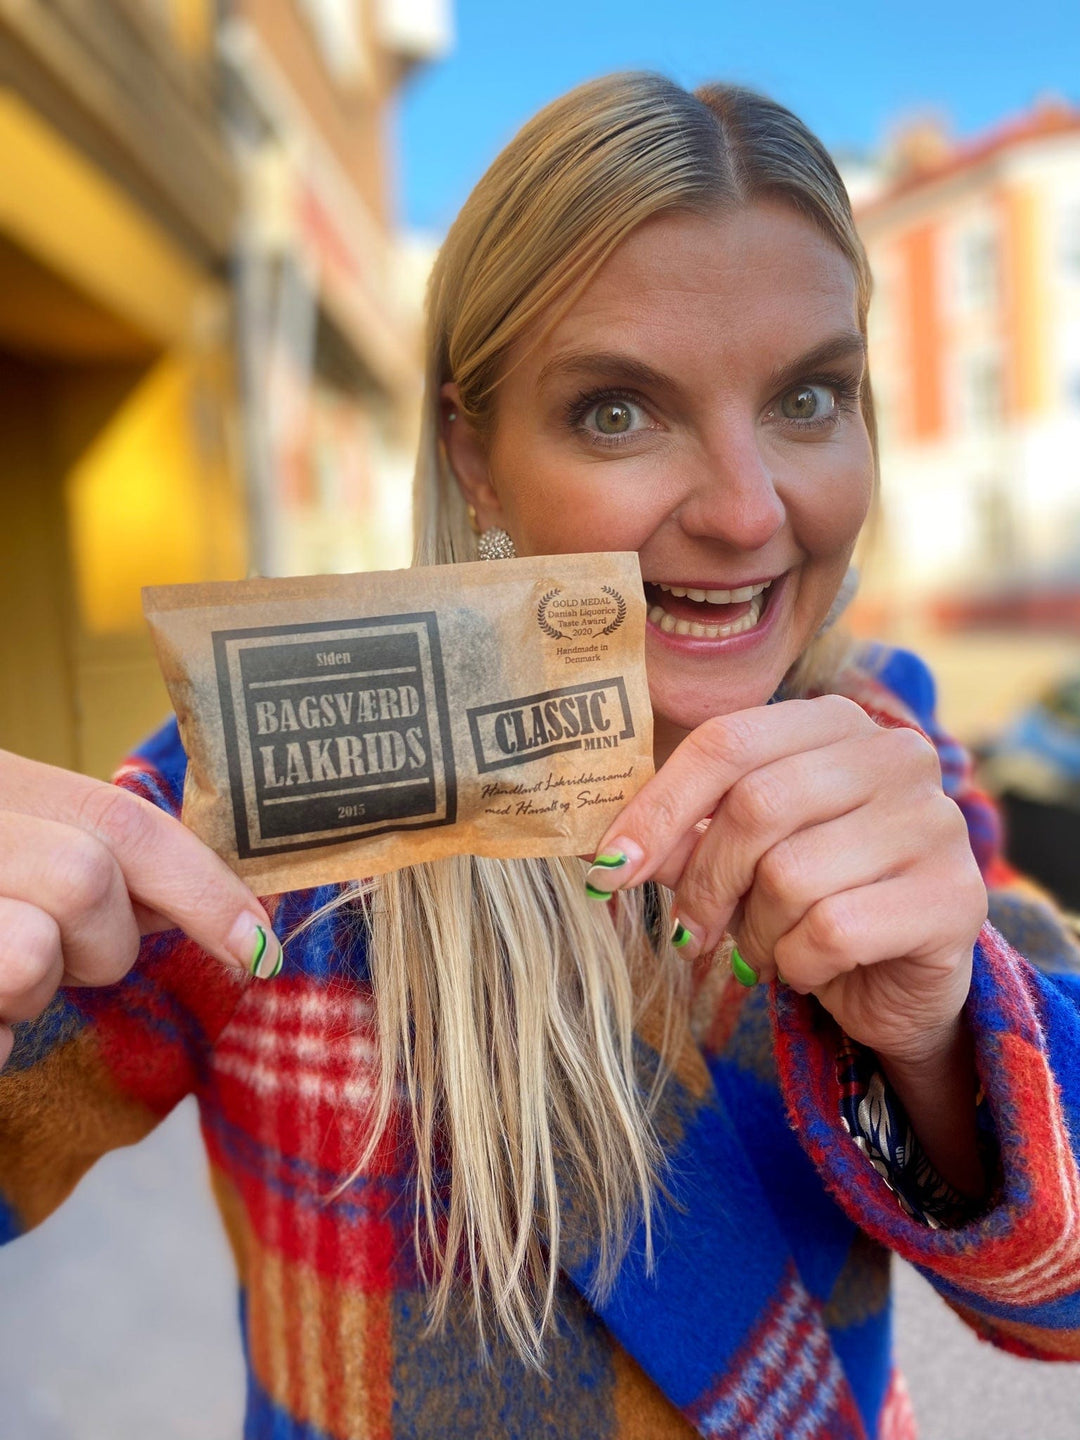 Siden
BAGSVÆRD
LAKRIDS
2015
GOLD MEDAL
Danish Liquorice
Taste Award
2020
Handmade in
Denmark
CLASSIC
MINI
Håndlavet Lakridskaramel
med Havsalt og Salmiak